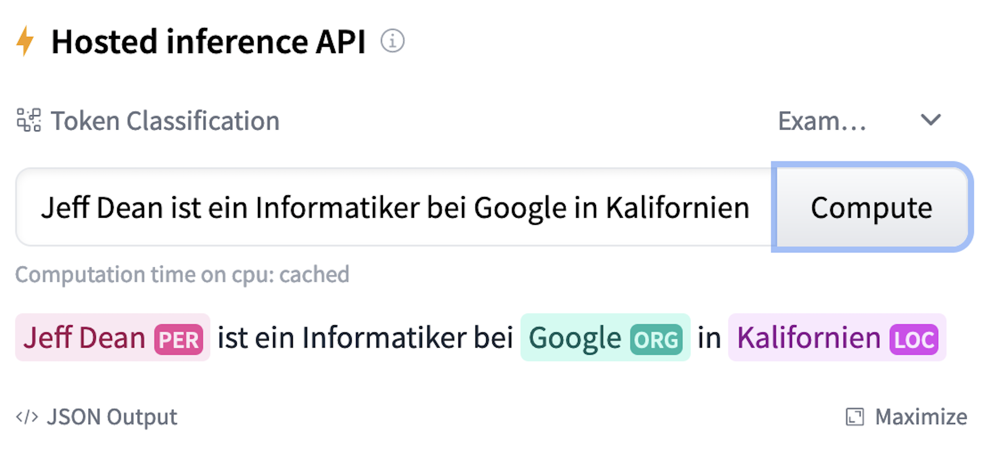 Hosted inference API
Token Classification Exam...
Jeff Dean ist ein Informatiker bei Google in Kalifornien Compute
Computation time on cpu: cached
Jeff Dean PER ist ein Informatiker bei Google ORG in Kalifornien LOC
</> JSON Output Maximize